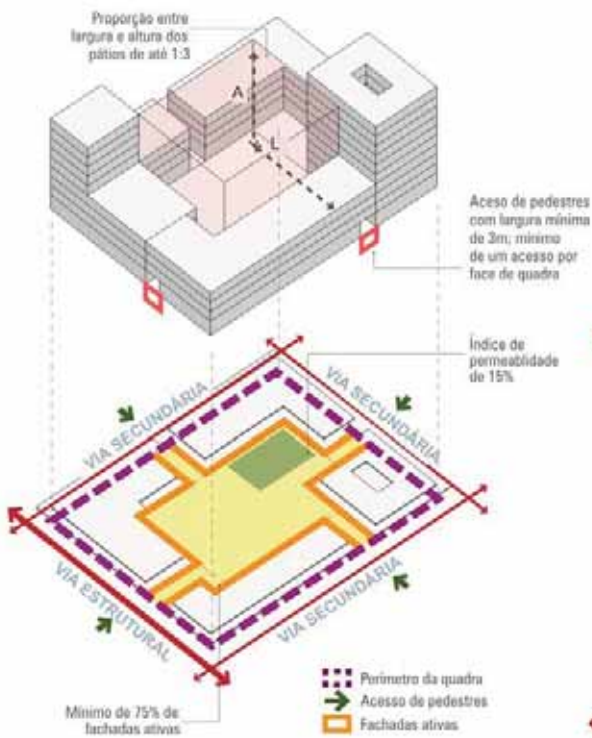 Proporção entre
largura e altura dos
pátios de até 1:3
A
L
Aceso de pedestres
com largura mínima
de 3m; mínimo
de um acesso por
face de quadra
Índice de
permeablidade
de 15%
VIA SECUNDÁRIA
VIA SECUNDÁRIA
VIA ESTRUTURAL
VIA SECUNDÁRIA
Mínimo de 75% de
fachadas ativas
Perímetro da quadra
Acesso de pedestres
Fachadas ativas